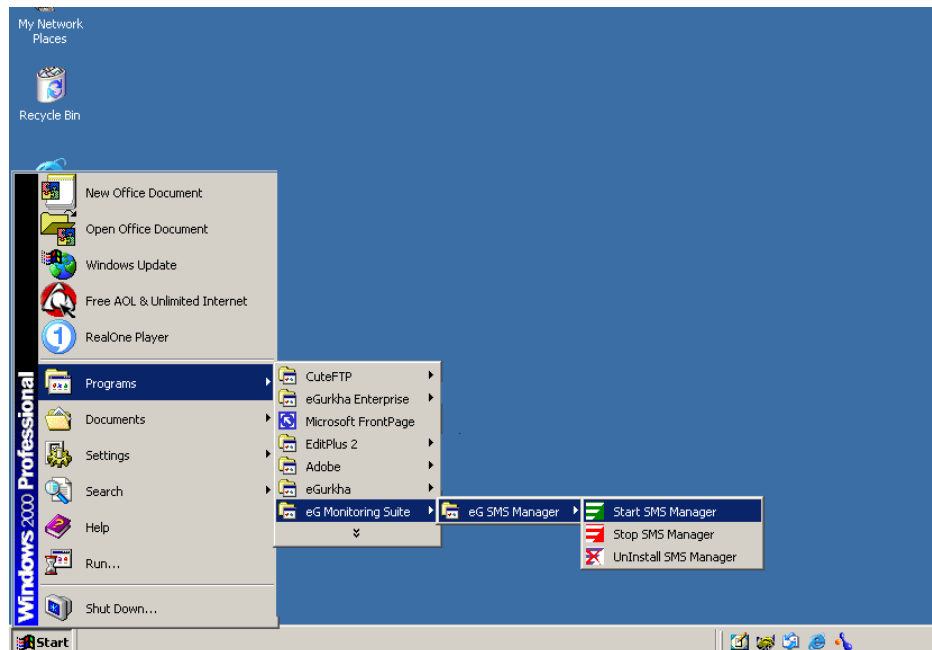 My Network
Places
Recycle Bin
New Office Document
Open Office Document
Windows Update
Free AOL & Unlimited Internet
RealOne Player
Programs
Documents
Settings
Search
Help
Run...
Shut Down...
Windows 2000 Professional
CuteFTP
eGurkha Enterprise
Microsoft FrontPage
EditPlus 2
Adobe
eGurkha
eG Monitoring Suite
eG SMS Manager
Start SMS Manager
Stop SMS Manager
UnInstall SMS Manager
Start